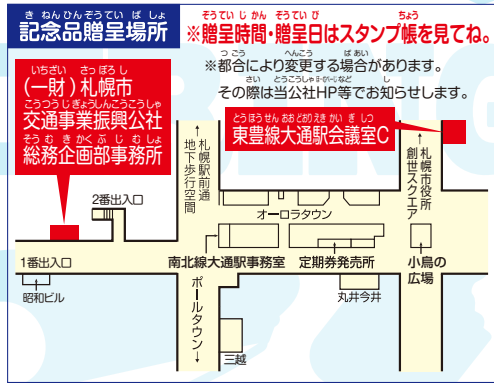 記念品贈呈場所
※贈呈時間・贈呈日はスタンプ帳を見てね。
※都合により変更する場合があります。
その際は当公社HP等でお知らせします。
(一財)札幌市
交通事業振興公社
総務企画部事務所
東豊線大通駅会議室C
↑札幌駅前通
地下歩行空間
↑札幌市役所
創世スクエア
2番出入口
オーロラタウン
1番出入口
南北線大通駅事務室
定期券発売所
小鳥の
広場
昭和ビル
ポールタウン→
丸井今井
三越